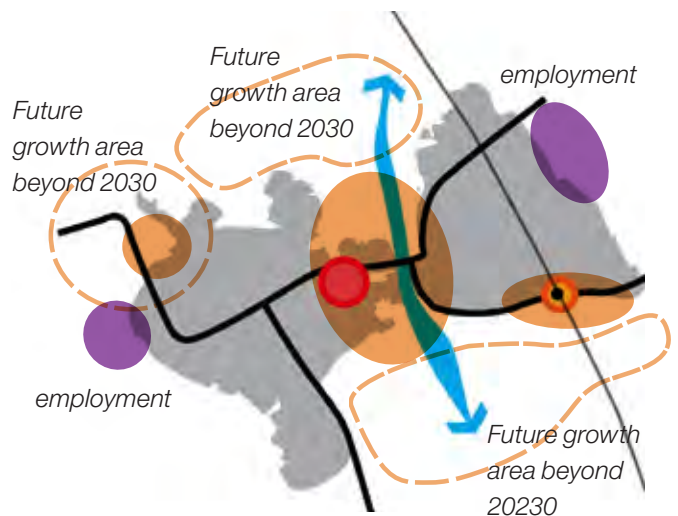 Future
growth area
beyond 2030
employment
Future
growth area
beyond 2030
employment
Future growth
area beyond
20230